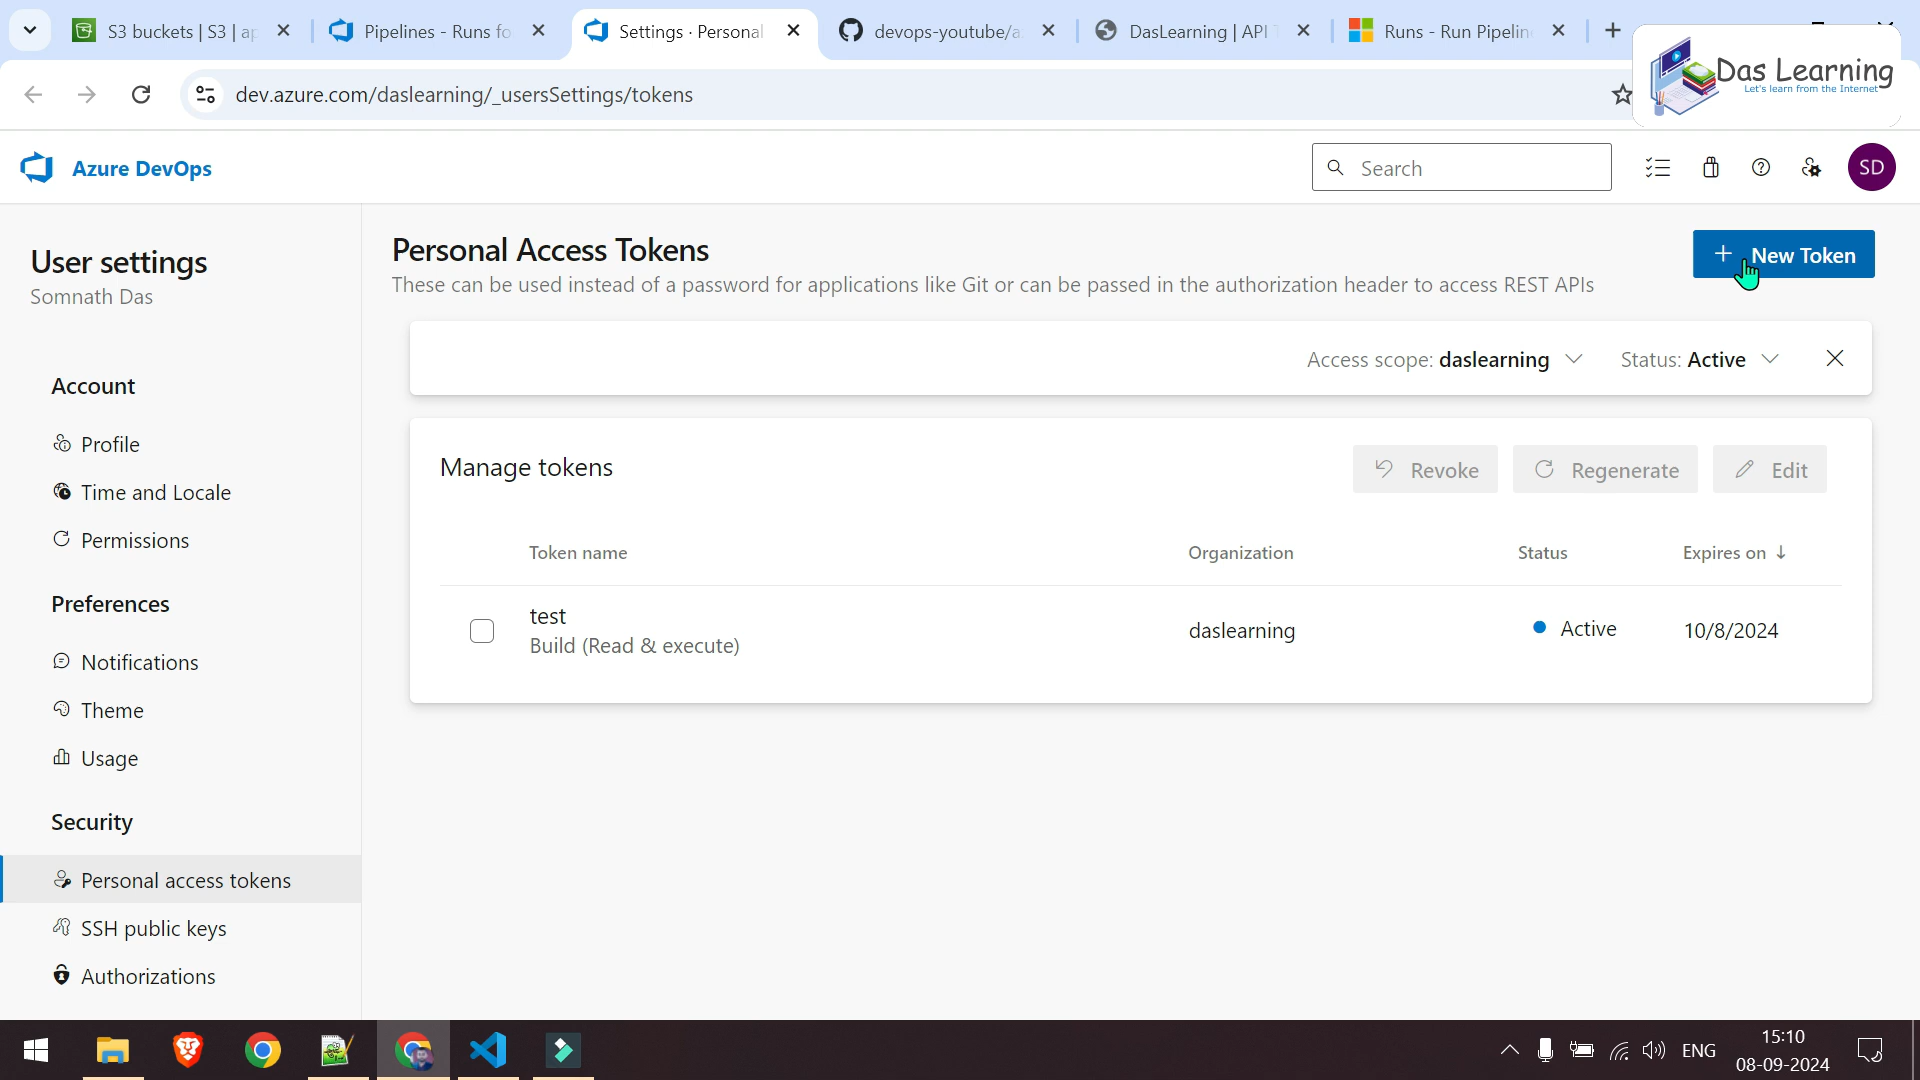 S3 buckets | S3 | ap
Pipelines - Runs fo
Settings · Personal
devops-youtube/a
DasLearning | API T
Runs - Run Pipelin
Das Learning
Let's learn from the Internet
dev.azure.com/daslearning/_usersSettings/tokens
Azure DevOps
Search
SD
User settings
Somnath Das
Account
Profile
Time and Locale
Permissions
Preferences
Notifications
Theme
Usage
Security
Personal access tokens
SSH public keys
Authorizations
Personal Access Tokens
These can be used instead of a password for applications like Git or can be passed in the authorization header to access REST APIs
New Token
Access scope: daslearning
Status: Active
Manage tokens
Revoke
Regenerate
Edit
Token name
Organization
Status
Expires on
test
Build (Read & execute)
daslearning
Active
10/8/2024
ENG
15:10
08-09-2024